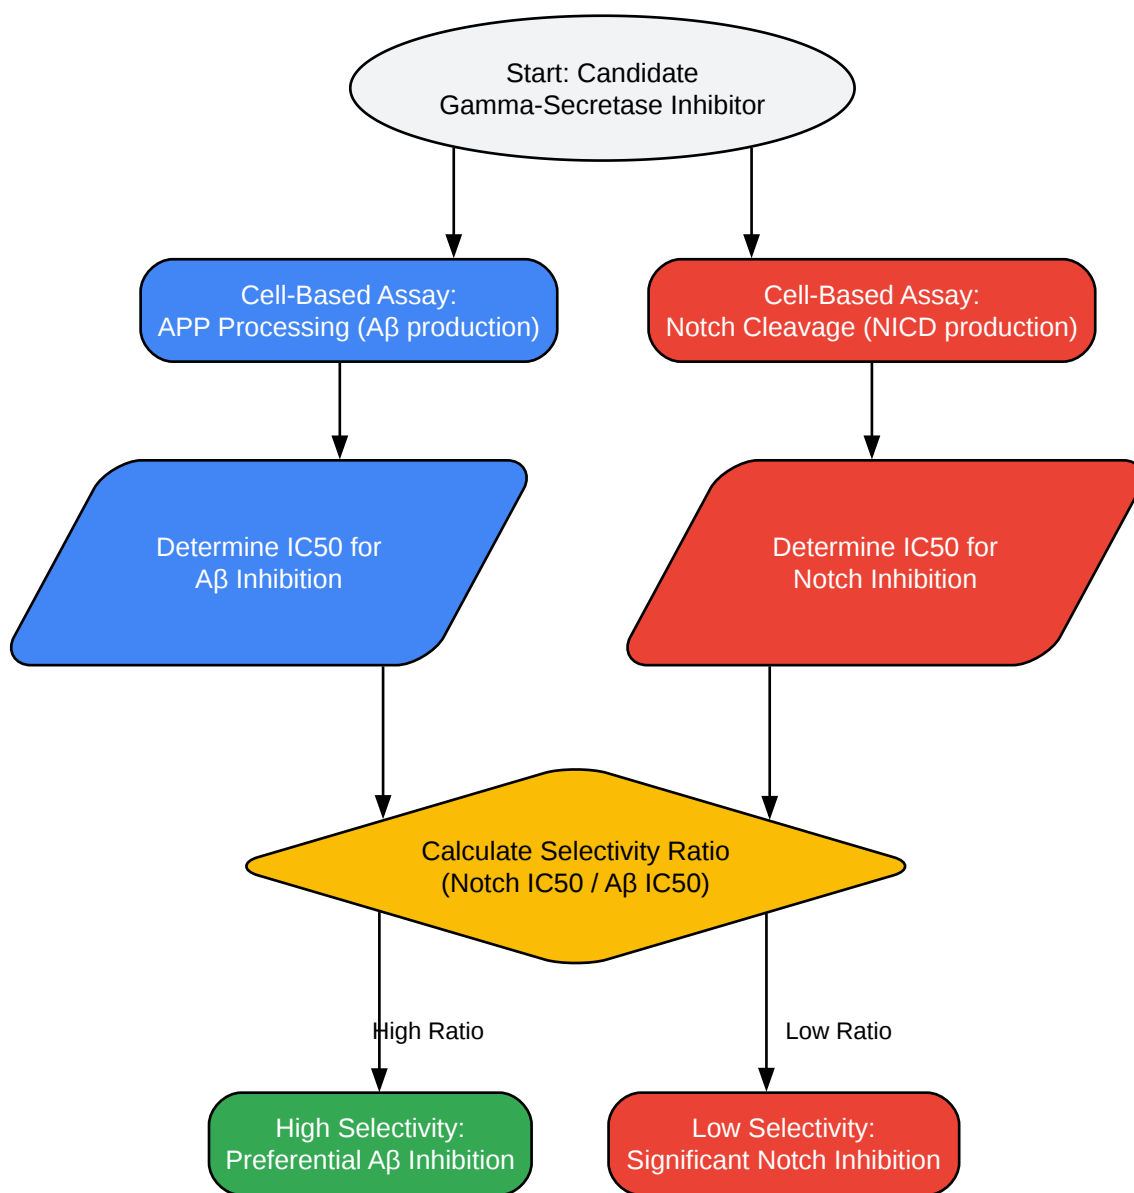 Start: Candidate
Gamma-Secretase Inhibitor
Cell-Based Assay:
APP Processing (Aβ production)
Cell-Based Assay:
Notch Cleavage (NICD production)
Determine IC50 for
Aβ Inhibition
Determine IC50 for
Notch Inhibition
Calculate Selectivity Ratio
(Notch IC50 / Aβ IC50)
High Ratio
Low Ratio
High Selectivity:
Preferential Aβ Inhibition
Low Selectivity:
Significant Notch Inhibition